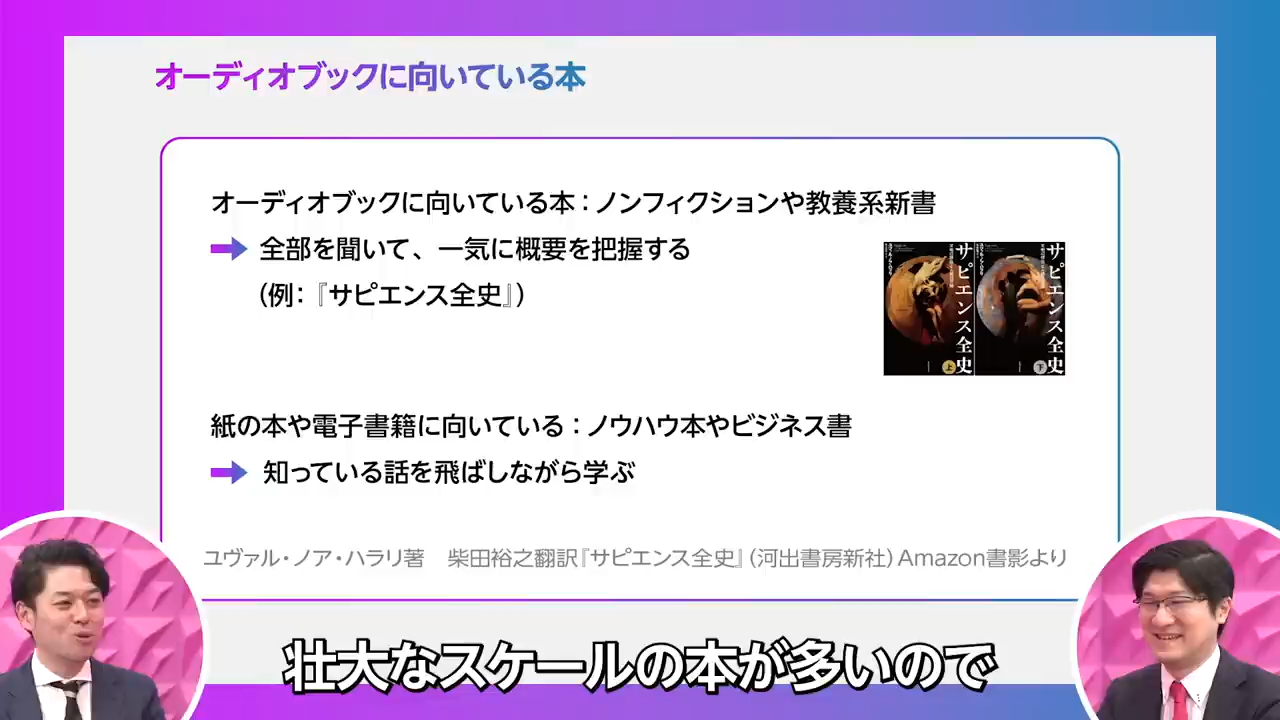 オーディオブックに向いている本
オーディオブックに向いている本：ノンフィクションや教養系新書
全部を聞いて、一気に概要を把握する
（例：『サピエンス全史』）
サピエンス全史
上
サピエンス全史
下
紙の本や電子書籍に向いている：ノウハウ本やビジネス書
知っている話を飛ばしながら学ぶ
ユヴァル・ノア・ハラリ著　柴田裕之翻訳『サピエンス全史』（河出書房新社）Amazon書影より
壮大なスケールの本が多いので